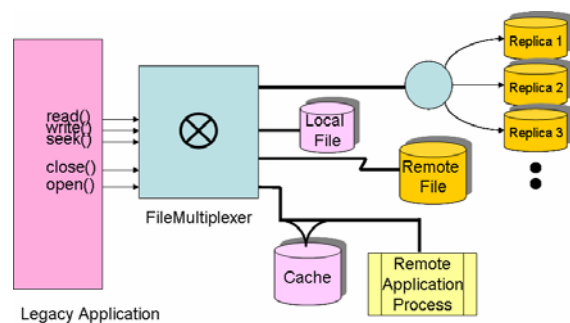 Replica 1
Replica 2
Replica 3
read()
write()
seek()
close()
open()
Local
File
Remote
File
FileMultiplexer
Cache
Remote
Application
Process
Legacy Application